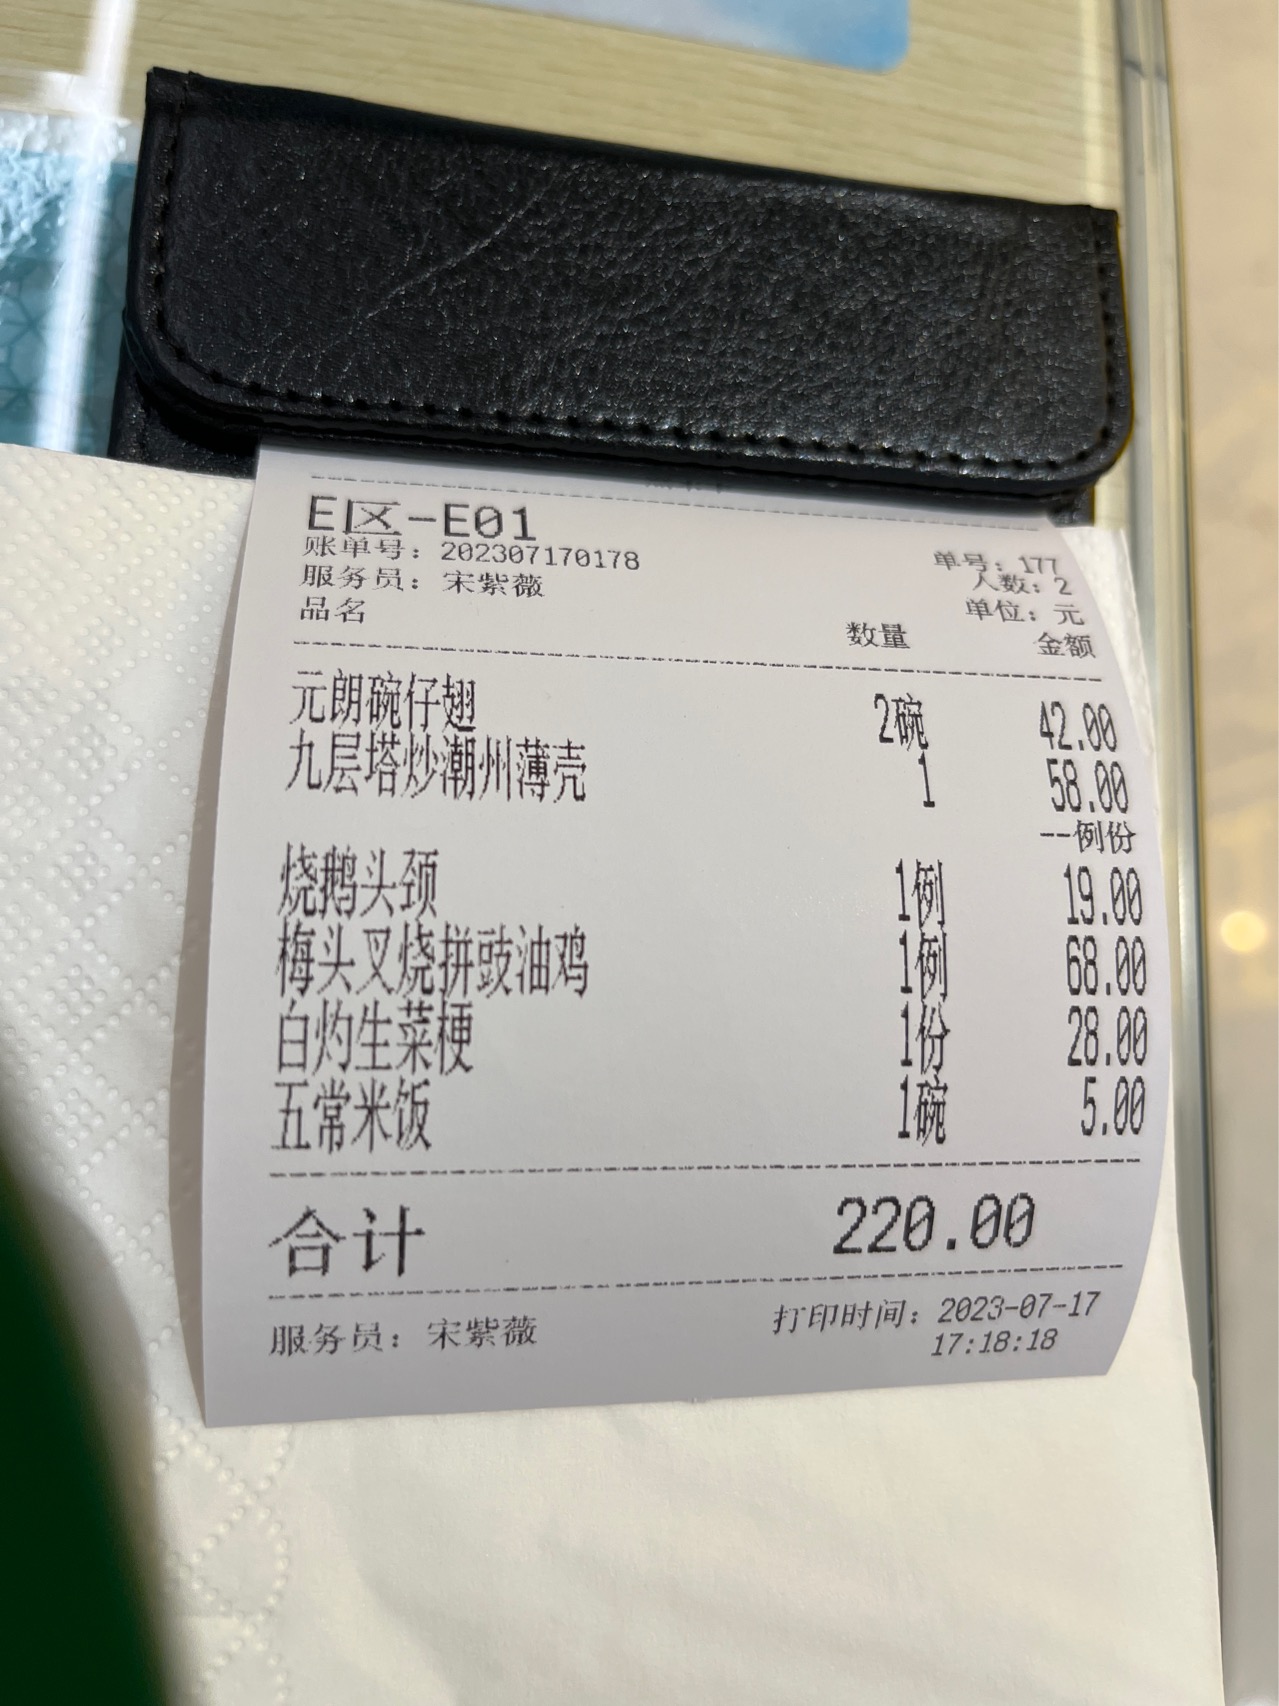 E区-E01
账单号：202307170178 单号：177
服务员：宋紫薇 人数：2
品名 单位：元
数量 金额
元朗碗仔翅 2碗 42.00
九层塔炒潮州薄壳 1 58.00
--例份
烧鹅头颈 1例 19.00
梅头叉烧拼豉油鸡 1例 68.00
白灼生菜梗 1份 28.00
五常米饭 1碗 5.00
合计 220.00
服务员：宋紫薇 打印时间：2023-07-17
17:18:18